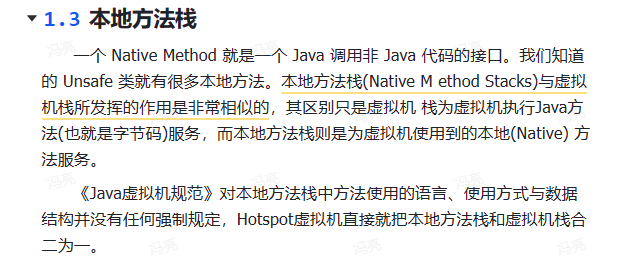 1.3 本地方法栈
一个 Native Method 就是一个 Java 调用非 Java 代码的接口。我们知道
的 Unsafe 类就有很多本地方法。本地方法栈(Native M ethod Stacks)与虚拟
机栈所发挥的作用是非常相似的，其区别只是虚拟机 栈为虚拟机执行Java方
法(也就是字节码)服务，而本地方法栈则是为虚拟机使用到的本地(Native) 方
法服务。
《Java虚拟机规范》对本地方法栈中方法使用的语言、使用方式与数据
结构并没有任何强制规定，Hotspot虚拟机直接就把本地方法栈和虚拟机栈合
二为一。